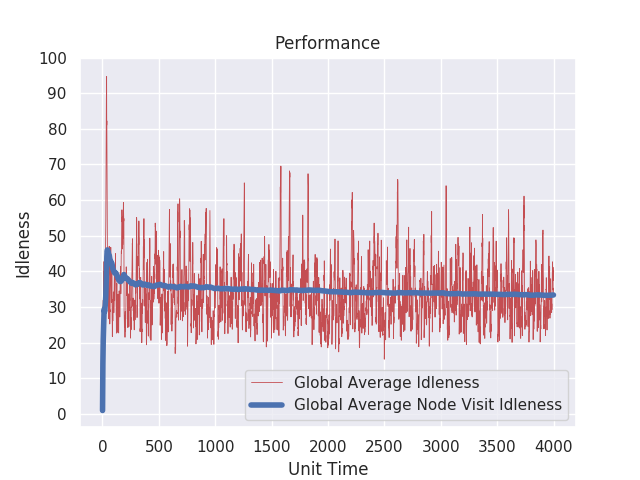 Performance
100
90
80
70
60
50
40
30
20
10
0
Idleness
Global Average Idleness
Global Average Node Visit Idleness
0 500 1000 1500 2000 2500 3000 3500 4000
Unit Time